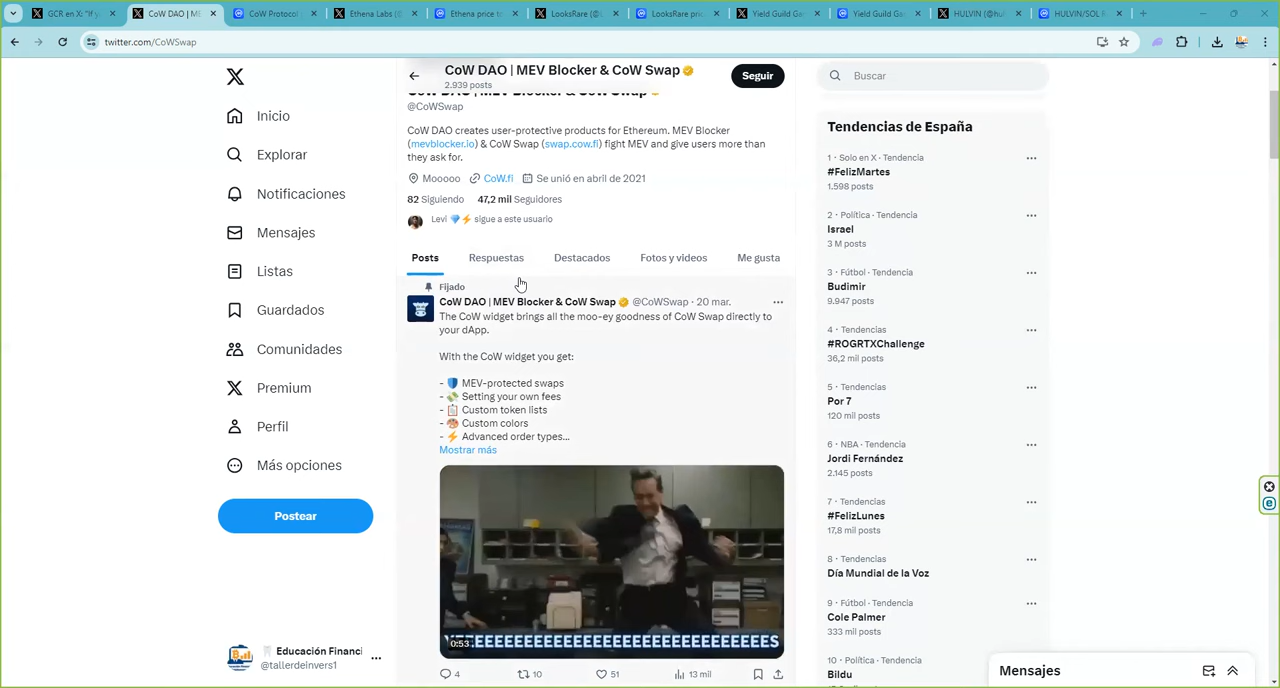 GCR en X: "If y
CoW DAO | ME
CoW Protocol
Ethena Labs (
Ethena price to
LooksRare (@
LooksRare pric
Yield Guild Ga
Yield Guild Ga
HULVIN (@hul
HULVIN/SOL
twitter.com/CoWSwap
CoW DAO | MEV Blocker & CoW Swap
2.939 posts
Seguir
Buscar
CoW DAO | MEV Blocker & CoW Swap
@CoWSwap
CoW DAO creates user-protective products for Ethereum. MEV Blocker
(mevblocker.io) & CoW Swap (swap.cow.fi) fight MEV and give users more than
they ask for.
Mooooo CoW.fi Se unió en abril de 2021
82 Siguiendo 47,2 mil Seguidores
Levi 💎⚡ sigue a este usuario
Posts Respuestas Destacados Fotos y videos Me gusta
Fijado
CoW DAO | MEV Blocker & CoW Swap @CoWSwap · 20 mar.
The CoW widget brings all the moo-ey goodness of CoW Swap directly to
your dApp.
With the CoW widget you get:
- 🛡️ MEV-protected swaps
- 💸 Setting your own fees
- 📋 Custom token lists
- 🎨 Custom colors
- ⚡ Advanced order types...
Mostrar más
0:53
4 10 51 13 mil
Inicio
Explorar
Notificaciones
Mensajes
Listas
Guardados
Comunidades
Premium
Perfil
Más opciones
Postear
Educación Financi
@tallerdeinvers1
Tendencias de España
1 · Solo en X · Tendencia
#FelizMartes
1.598 posts
2 · Política · Tendencia
Israel
3 M posts
3 · Fútbol · Tendencia
Budimir
9.947 posts
4 · Tendencias
#ROGRTXChallenge
36,2 mil posts
5 · Tendencias
Por 7
120 mil posts
6 · NBA · Tendencia
Jordi Fernández
2.145 posts
7 · Tendencias
#FelizLunes
17,8 mil posts
8 · Tendencia
Día Mundial de la Voz
9 · Fútbol · Tendencia
Cole Palmer
333 mil posts
10 · Política · Tendencia
Bildu
Mensajes